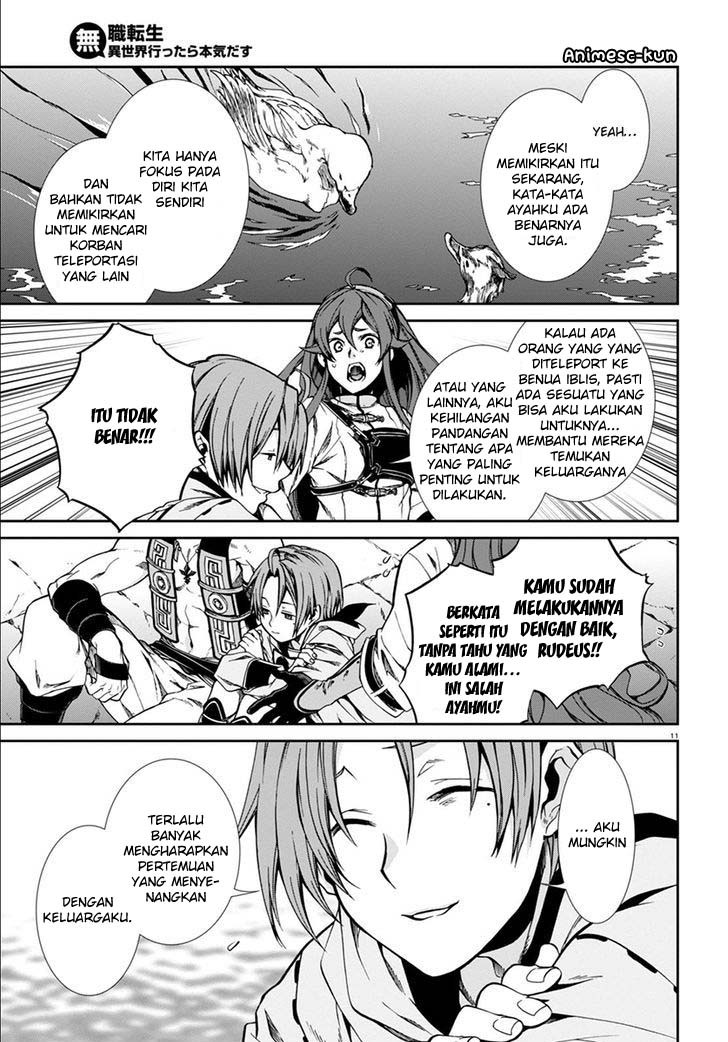 無職転生
異世界行ったら本気だす
Animesc-kun
YEAH...
MESKI
MEMIKIRKAN ITU
SEKARANG,
KATA-KATA
AYAHKU ADA
BENARNYA
JUGA.
KITA HANYA
FOKUS PADA
DIRI KITA
SENDIRI
DAN
BAHKAN TIDAK
MEMIKIRKAN
UNTUK MENCARI
KORBAN
TELEPORTASI
YANG LAIN
KALAU ADA
ORANG YANG YANG
DITELEPORT KE
BENUA IBLIS, PASTI
ADA SESUATU YANG
BISA AKU LAKUKAN
UNTUKNYA...
MEMBANTU MEREKA
TEMUKAN
KELUARGANYA
ATAU YANG
LAINNYA, AKU
KEHILANGAN
PANDANGAN
TENTANG APA
YANG PALING
PENTING UNTUK
DILAKUKAN.
ITU TIDAK
BENAR!!!
KAMU SUDAH
MELAKUKANNYA
DENGAN BAIK,
RUDEUS!!
BERKATA
SEPERTI ITU
TANPA TAHU YANG
KAMU ALAMI...
INI SALAH
AYAHMU!
11
... AKU
MUNGKIN
TERLALU
BANYAK
MENGHARAPKAN
PERTEMUAN
YANG MENYE-
NANGKAN
DENGAN
KELUARGAKU.